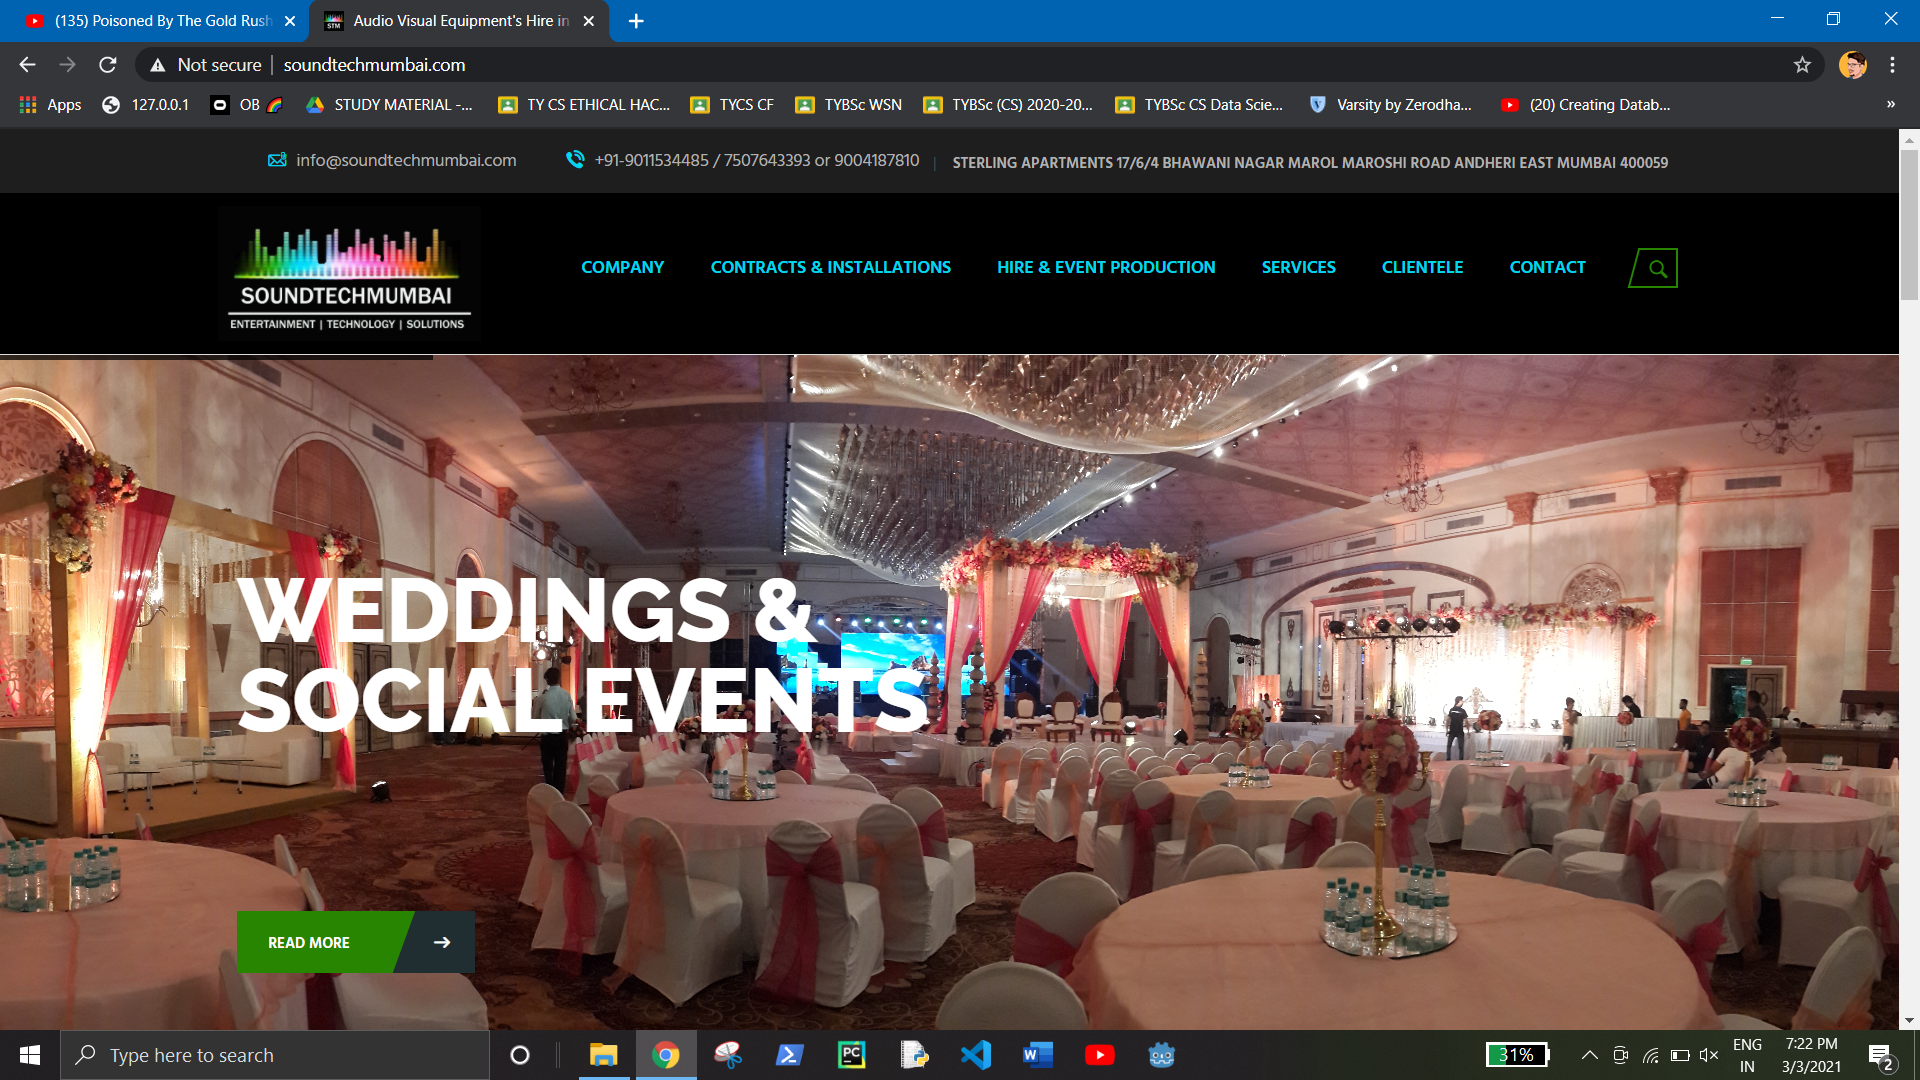 (135) Poisoned By The Gold Rush
Audio Visual Equipment's Hire in
Not secure | soundtechmumbai.com
Apps 127.0.0.1 OB STUDY MATERIAL -... TY CS ETHICAL HAC... TYCS CF TYBSc WSN TYBSc (CS) 2020-20... TYBSc CS Data Scie... Varsity by Zerodha... (20) Creating Datab... »
info@soundtechmumbai.com +91-9011534485 / 7507643393 or 9004187810 | STERLING APARTMENTS 17/6/4 BHAWANI NAGAR MAROL MAROSHI ROAD ANDHERI EAST MUMBAI 400059
SOUNDTECHMUMBAI
ENTERTAINMENT | TECHNOLOGY | SOLUTIONS
COMPANY CONTRACTS & INSTALLATIONS HIRE & EVENT PRODUCTION SERVICES CLIENTELE CONTACT
WEDDINGS &
SOCIAL EVENTS
READ MORE
Type here to search
31%
ENG
IN
7:22 PM
3/3/2021
2